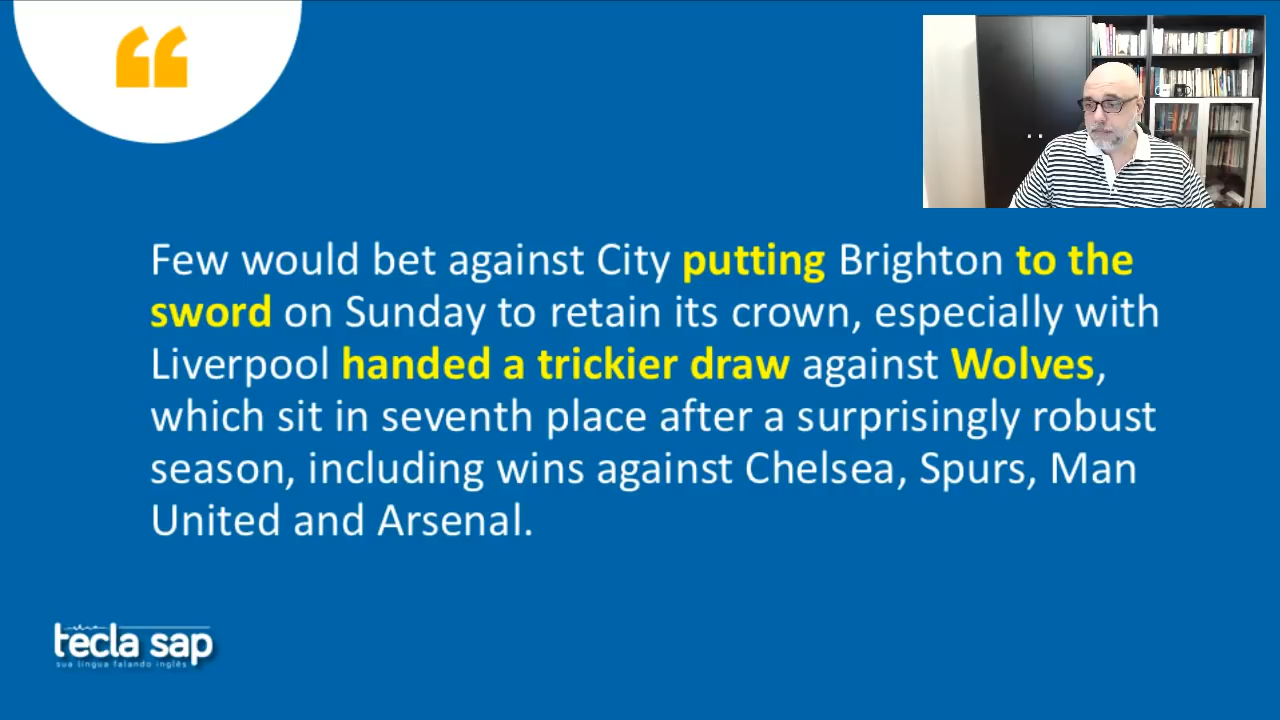 “
Few would bet against City putting Brighton to the
sword on Sunday to retain its crown, especially with
Liverpool handed a trickier draw against Wolves,
which sit in seventh place after a surprisingly robust
season, including wins against Chelsea, Spurs, Man
United and Arsenal.
tecla sap
sua língua falando inglês